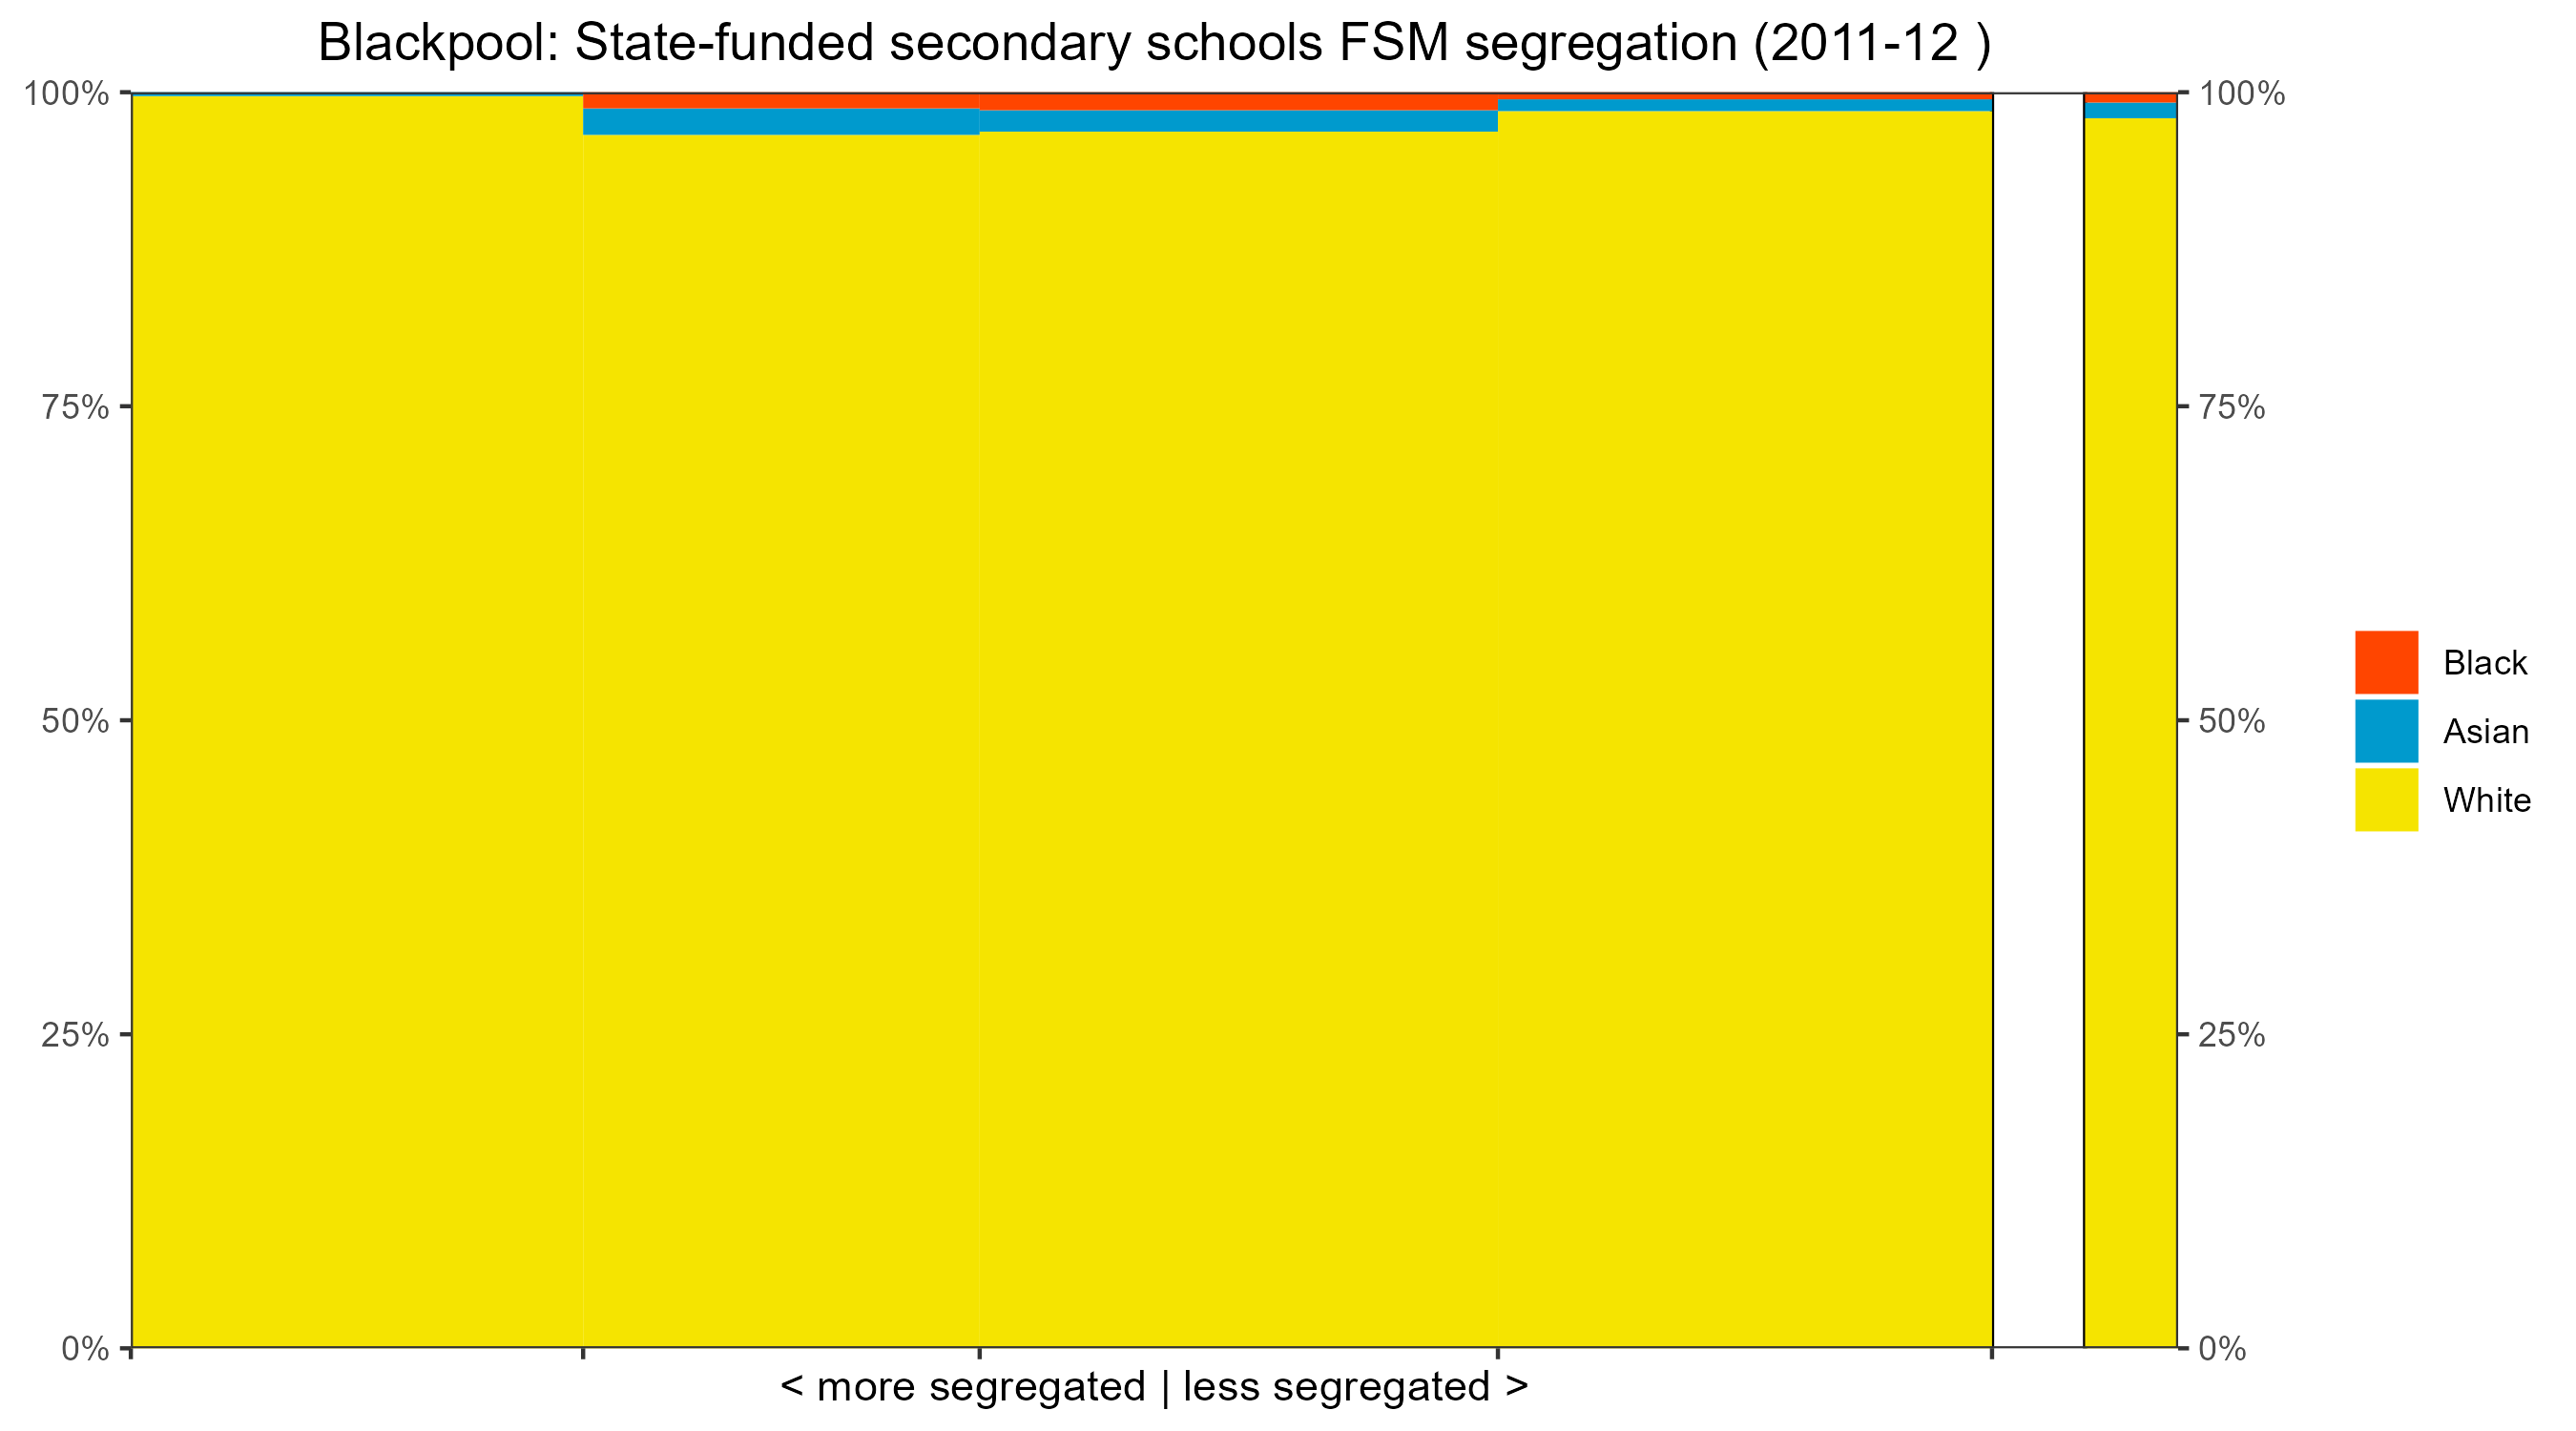 Blackpool: State-funded secondary schools FSM segregation (2011-12 )
100%
75%
50%
25%
0%
100%
75%
50%
25%
0%
Black
Asian
White
< more segregated | less segregated >